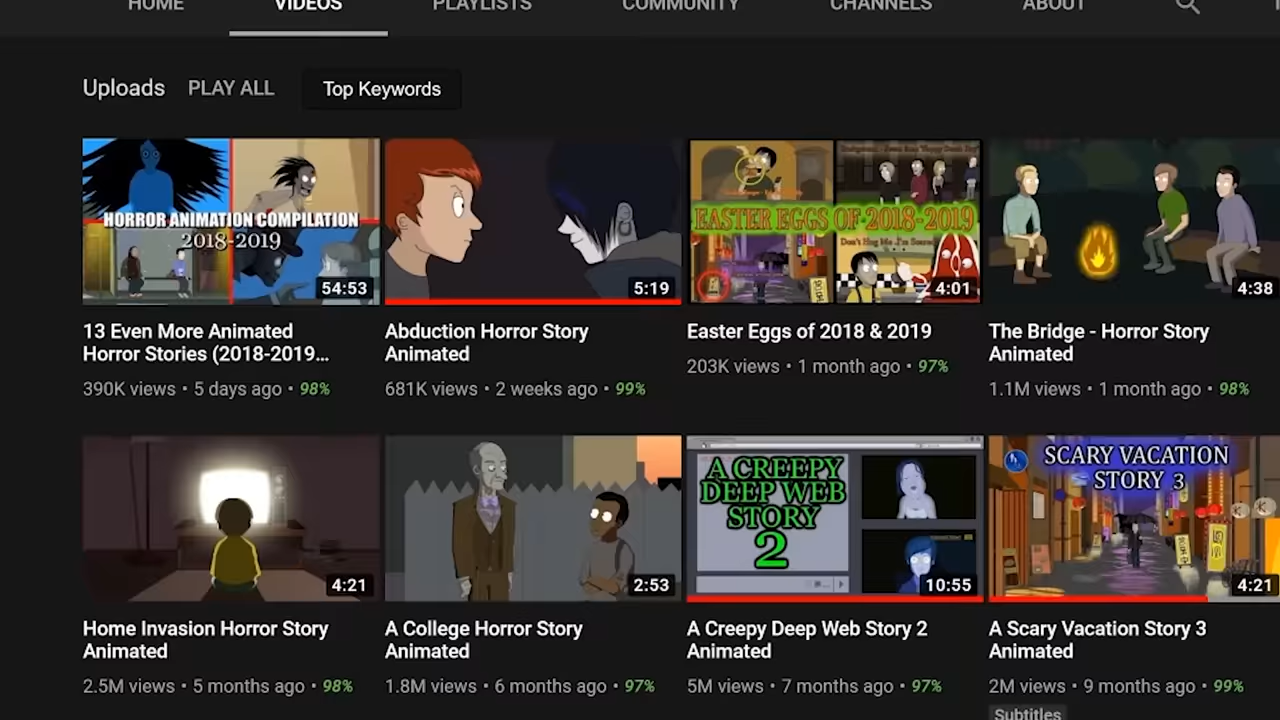 HOME VIDEOS PLAYLISTS COMMUNITY CHANNELS ABOUT
Uploads PLAY ALL Top Keywords
HORROR ANIMATION COMPILATION
2018-2019
54:53
5:19
EASTER EGGS OF 2018-2019
Don't Hug Me I'm Scared
4:01
4:38
13 Even More Animated
Horror Stories (2018-2019...
390K views • 5 days ago • 98%
Abduction Horror Story
Animated
681K views • 2 weeks ago • 99%
Easter Eggs of 2018 & 2019
203K views • 1 month ago • 97%
The Bridge - Horror Story
Animated
1.1M views • 1 month ago • 98%
4:21
2:53
A CREEPY
DEEP WEB
STORY
2
10:55
SCARY VACATION
STORY 3
4:21
Home Invasion Horror Story
Animated
2.5M views • 5 months ago • 98%
A College Horror Story
Animated
1.8M views • 6 months ago • 97%
A Creepy Deep Web Story 2
Animated
5M views • 7 months ago • 97%
A Scary Vacation Story 3
Animated
2M views • 9 months ago • 99%
Subtitles